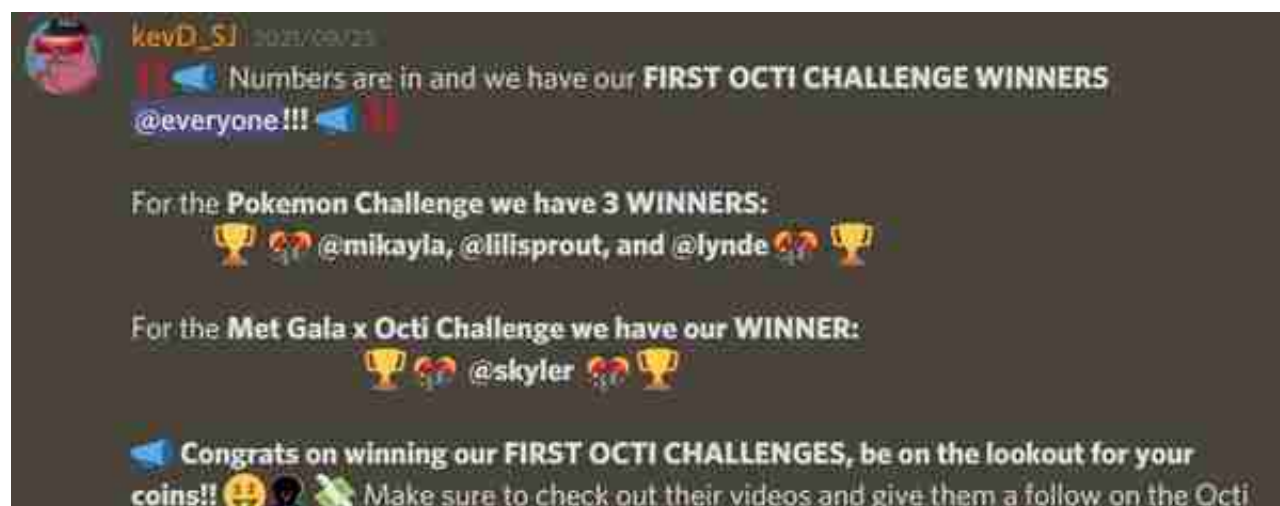 kevD_SJ 2021/09/25
Numbers are in and we have our FIRST OCTI CHALLENGE WINNERS
@everyone!!!
For the Pokemon Challenge we have 3 WINNERS:
@mikayla, @lilisprout, and @lynde
For the Met Gala x Octi Challenge we have our WINNER:
@skyler
Congrats on winning our FIRST OCTI CHALLENGES, be on the lookout for your
coins!! Make sure to check out their videos and give them a follow on the Octi